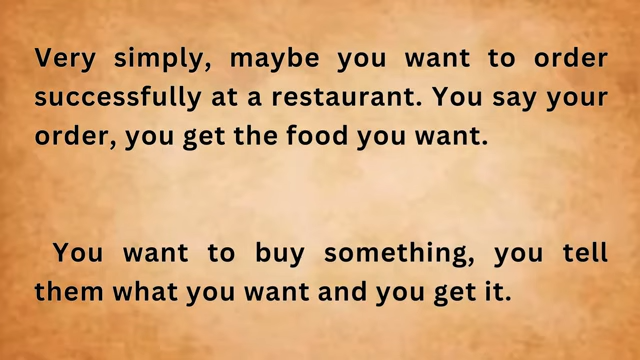 Very simply, maybe you want to order
successfully at a restaurant. You say your
order, you get the food you want.
You want to buy something, you tell
them what you want and you get it.